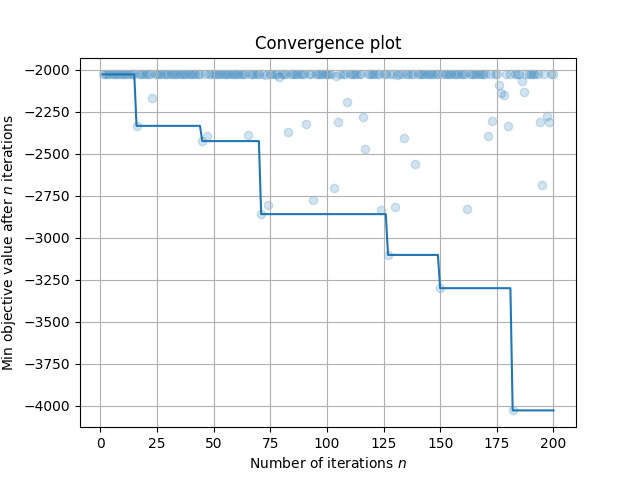 Convergence plot
Min objective value after n iterations
−2000
−2250
−2500
−2750
−3000
−3250
−3500
−3750
−4000
0 25 50 75 100 125 150 175 200
Number of iterations n